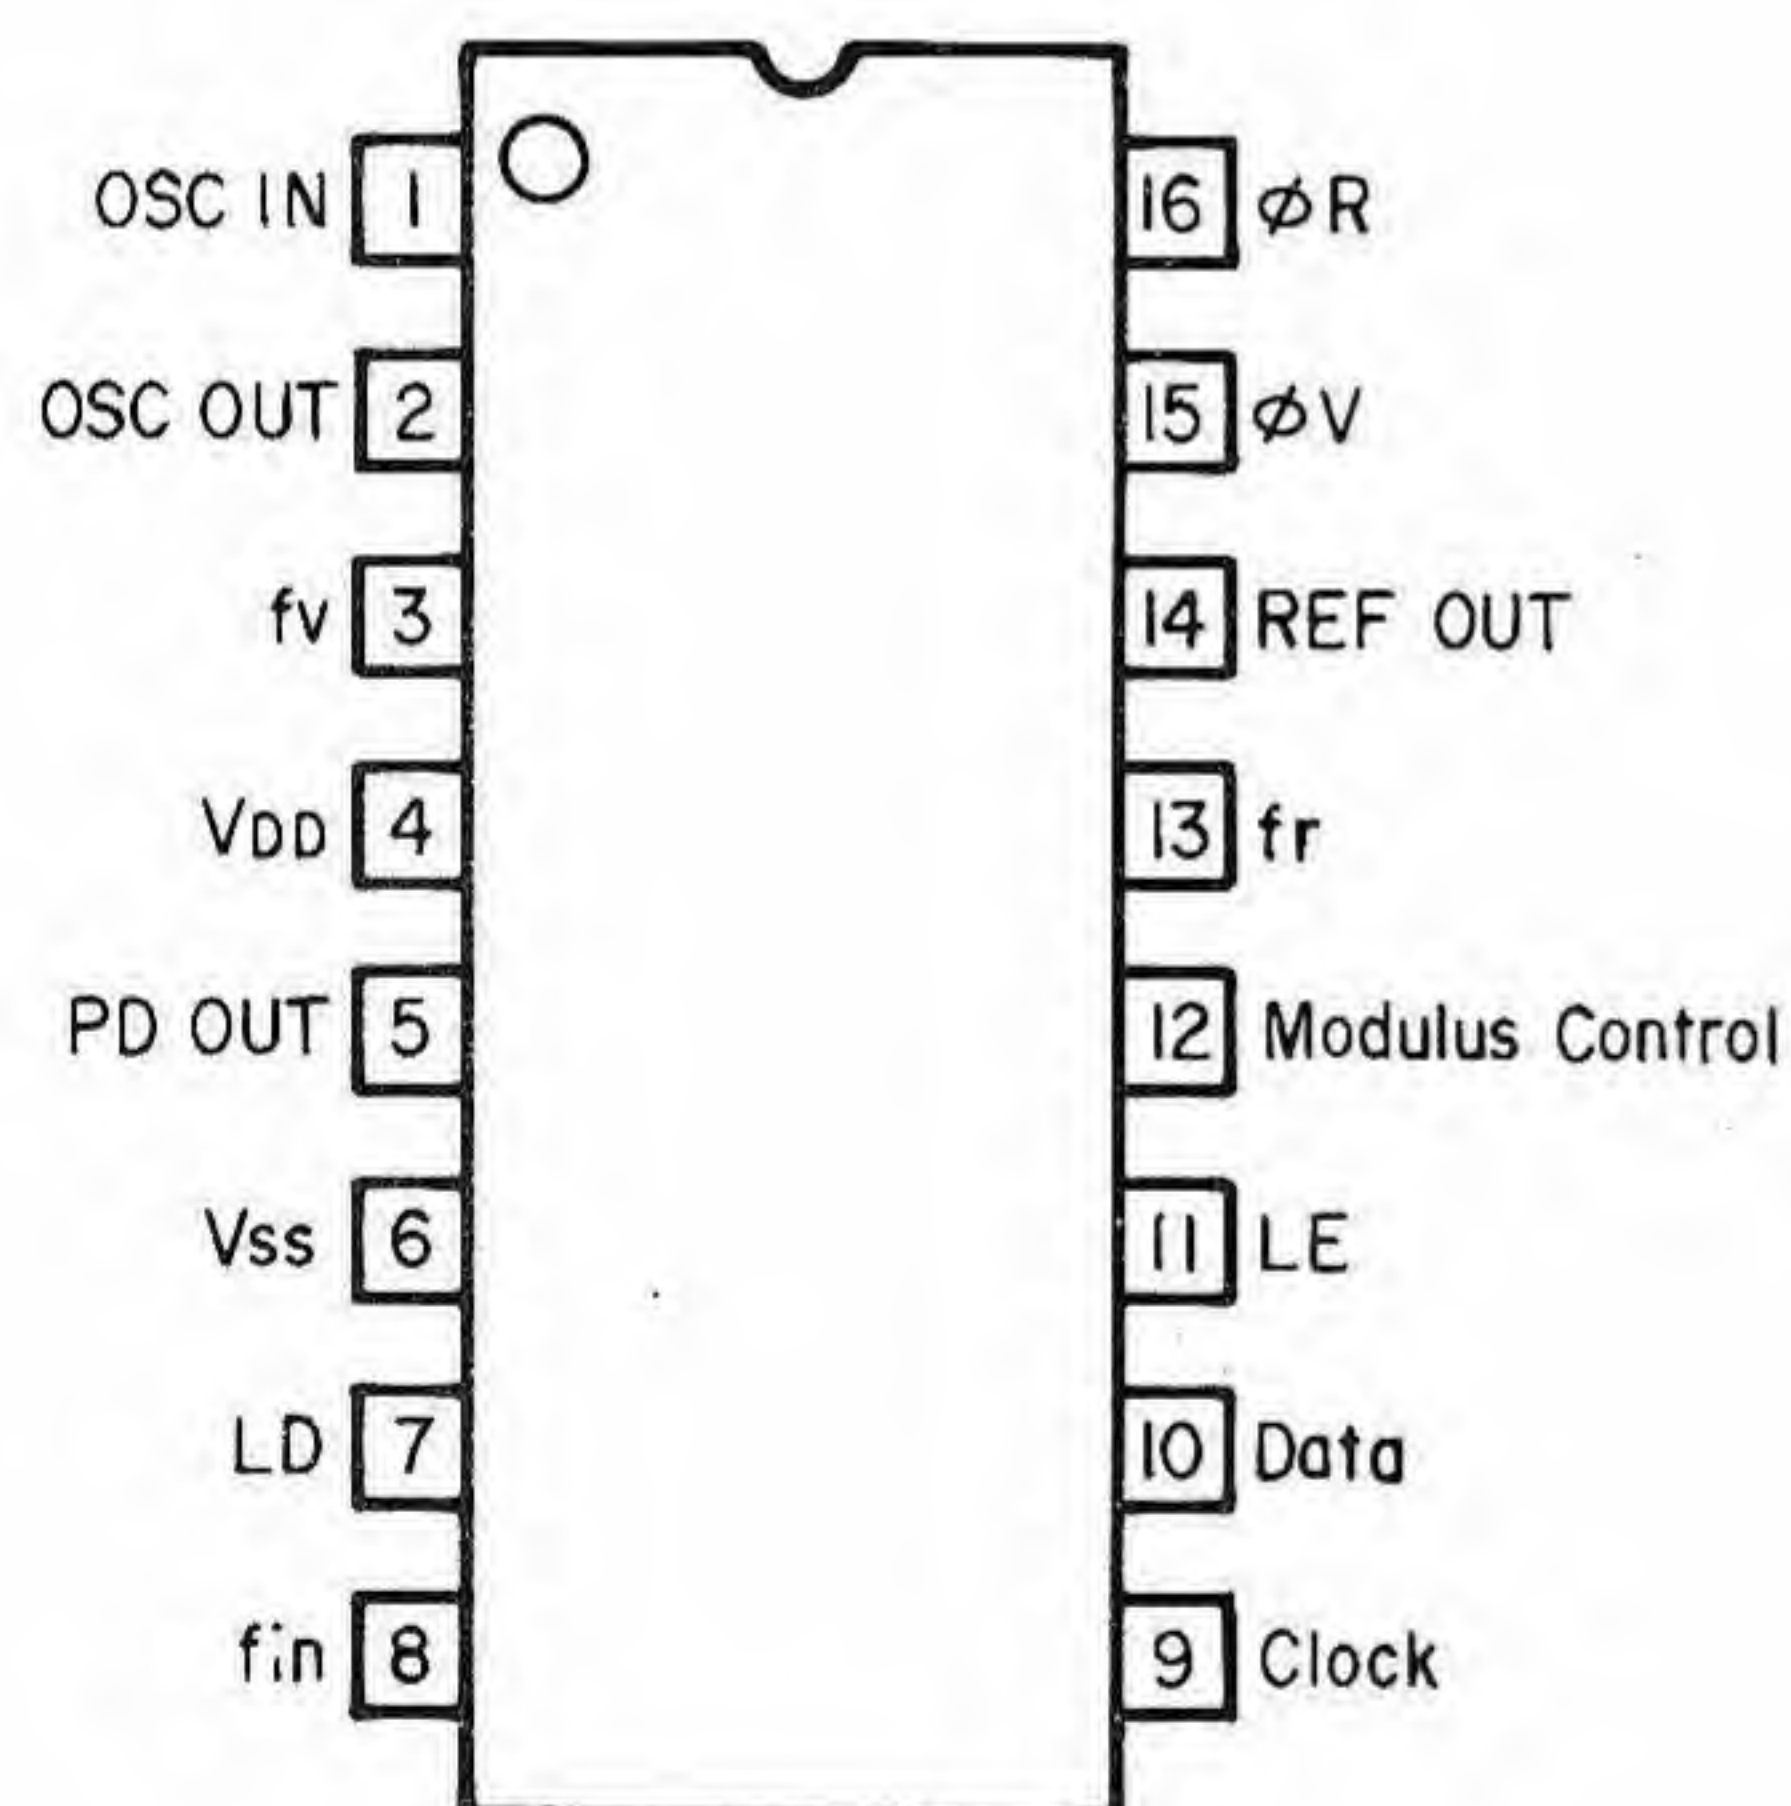 OSC IN 1 16 ØR
OSC OUT 2 15 ØV
fv 3 14 REF OUT
VDD 4 13 fr
PD OUT 5 12 Modulus Control
Vss 6 11 LE
LD 7 10 Data
fin 8 9 Clock